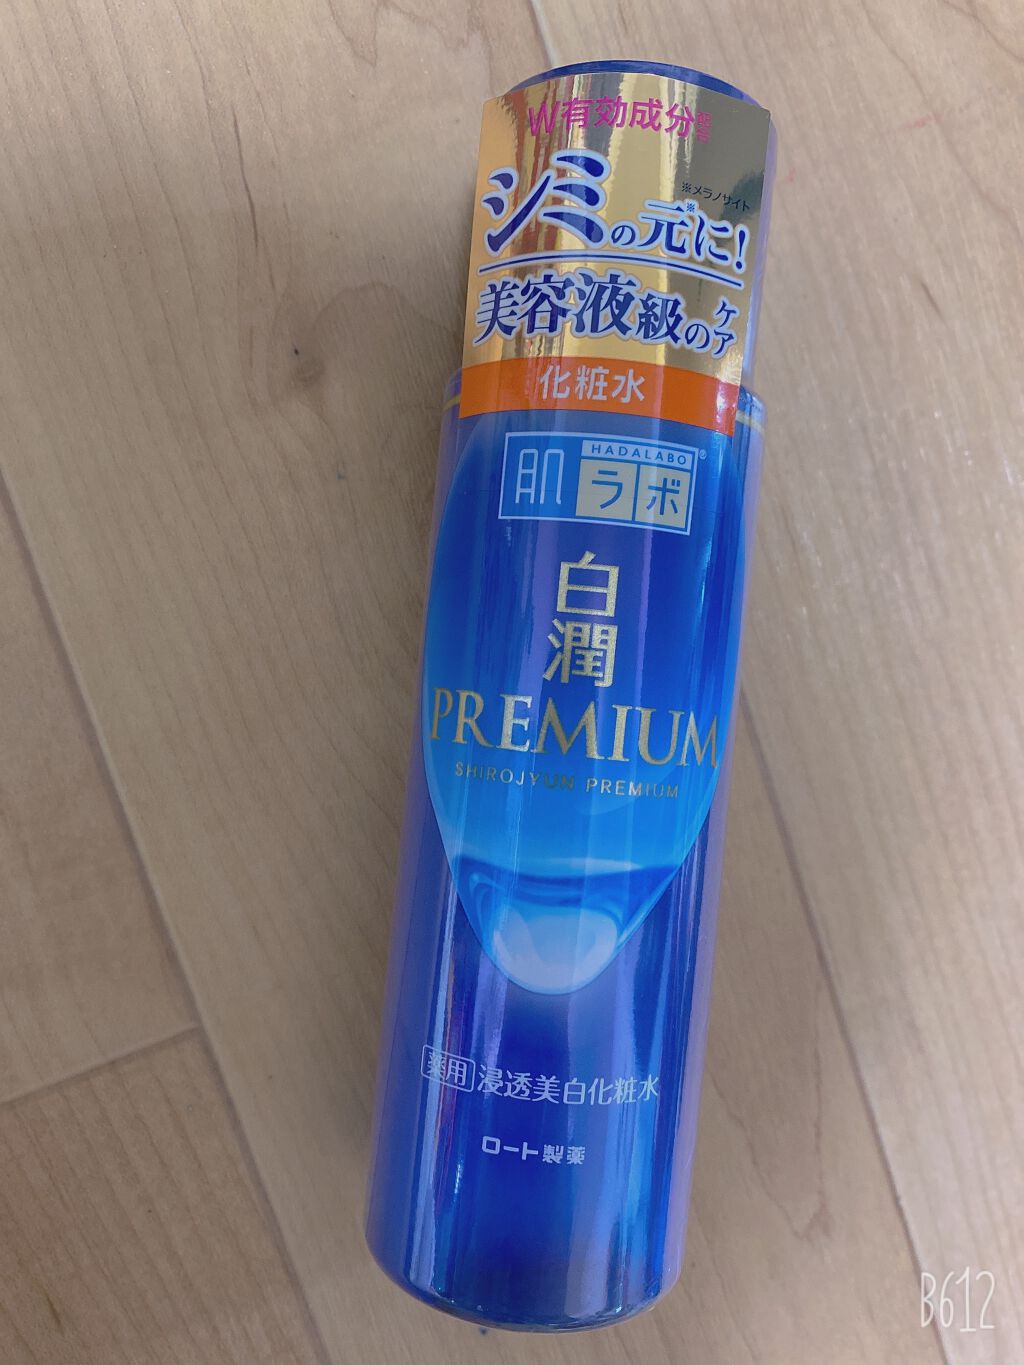 W有効成分配合
※メラノサイト
シミの元※に!
美容液級のケア
化粧水
HADALABO®
肌ラボ
白潤
PREMIUM
SHIROJYUN PREMIUM
薬用 浸透美白化粧水
ロート製薬
B612